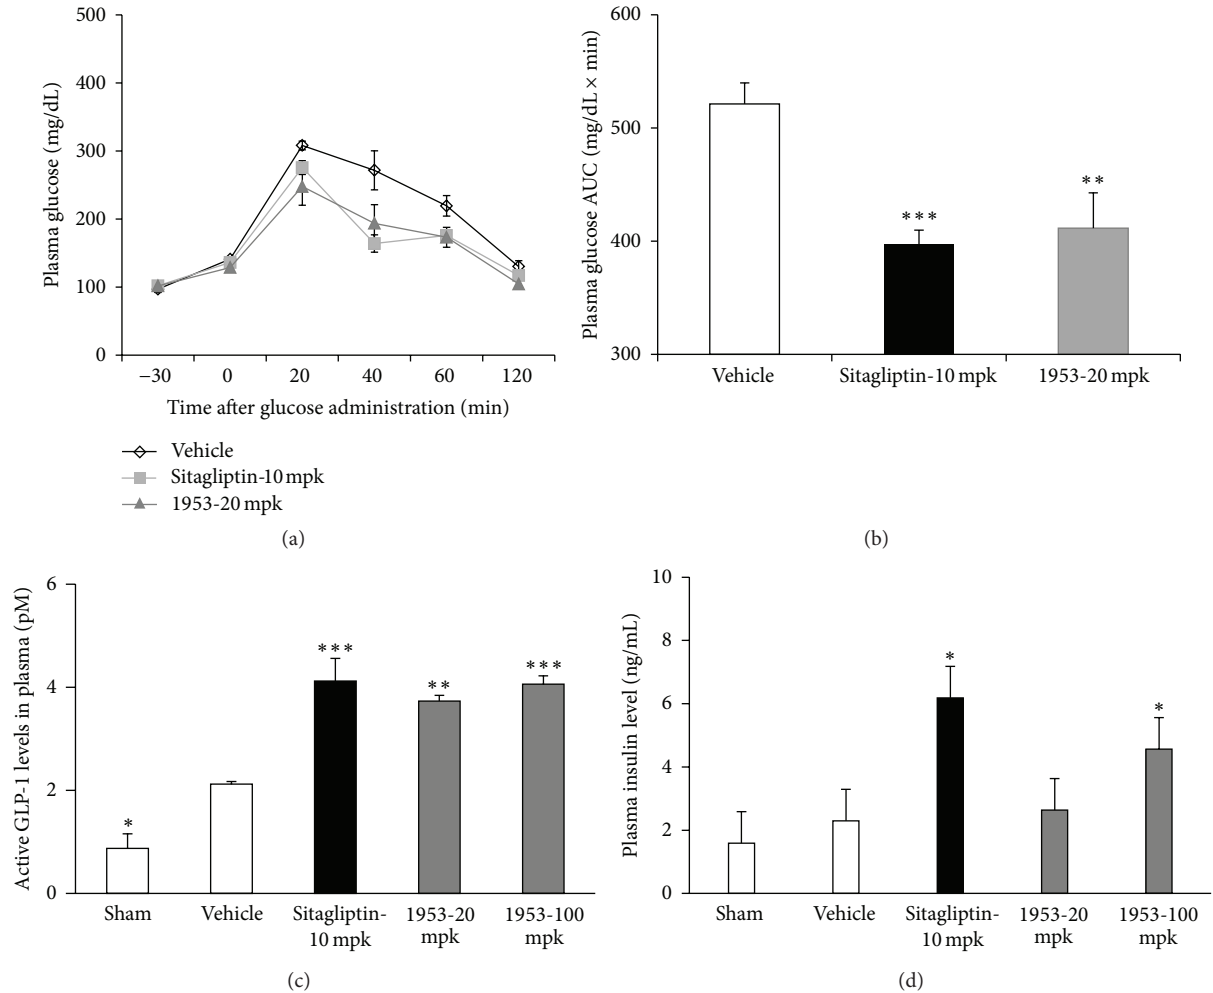 500
400
300
200
100
0
Plasma glucose (mg/dL)
−30 0 20 40 60 120
Time after glucose administration (min)
Vehicle
Sitagliptin-10 mpk
1953-20 mpk
(a)
600
500
400
300
Plasma glucose AUC (mg/dL × min)
***
**
Vehicle Sitagliptin-10 mpk 1953-20 mpk
(b)
6
4
2
0
Active GLP-1 levels in plasma (pM)
*
***
**
***
Sham Vehicle Sitagliptin- 1953-20 1953-100
10 mpk mpk mpk
(c)
10
8
6
4
2
0
Plasma insulin level (ng/mL)
*
*
Sham Vehicle Sitagliptin- 1953-20 1953-100
10 mpk mpk mpk
(d)